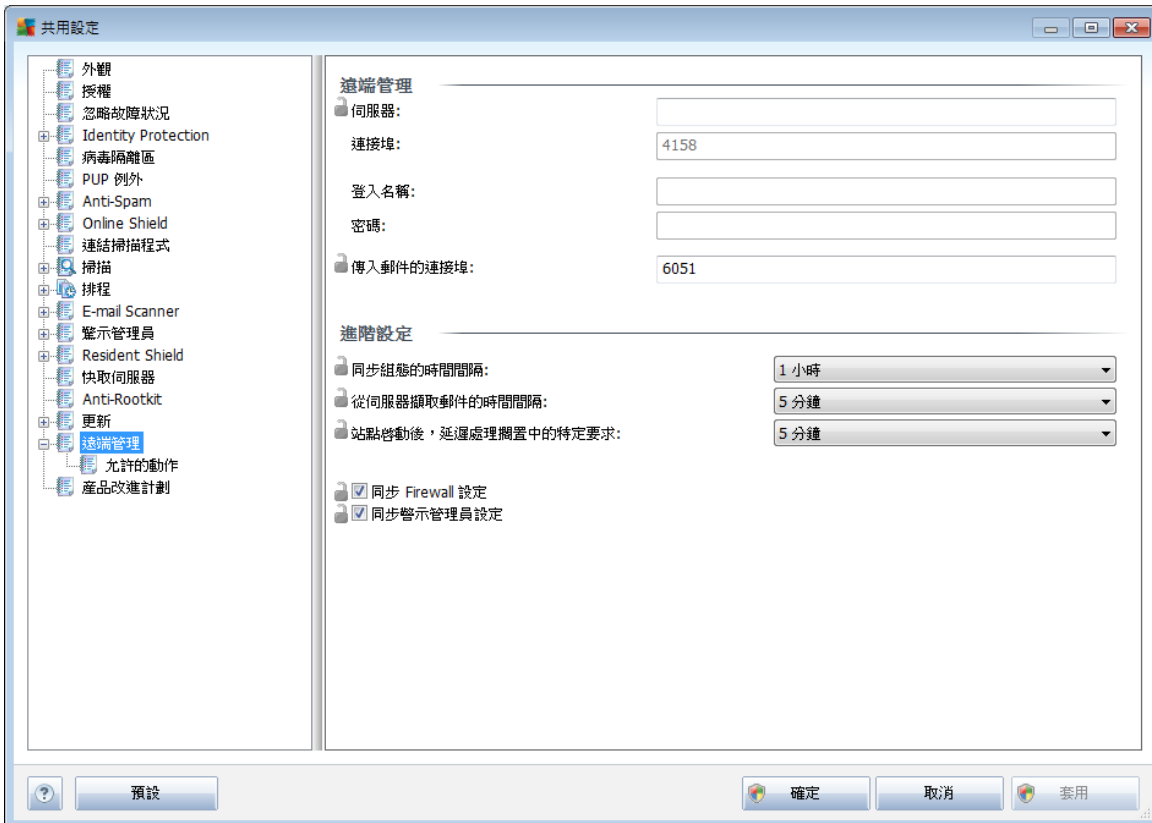 共用設定
外觀
授權
忽略故障狀況
Identity Protection
病毒隔離區
PUP 例外
Anti-Spam
Online Shield
連結掃描程式
掃描
排程
E-mail Scanner
警示管理員
Resident Shield
快取伺服器
Anti-Rootkit
更新
遠端管理
允許的動作
產品改進計劃
遠端管理
伺服器:
連接埠: 4158
登入名稱:
密碼:
傳入郵件的連接埠: 6051
進階設定
同步組態的時間間隔: 1 小時
從伺服器擷取郵件的時間間隔: 5 分鐘
站點啟動後，延遲處理擱置中的特定要求: 5 分鐘
同步 Firewall 設定
同步警示管理員設定
? 預設 確定 取消 套用